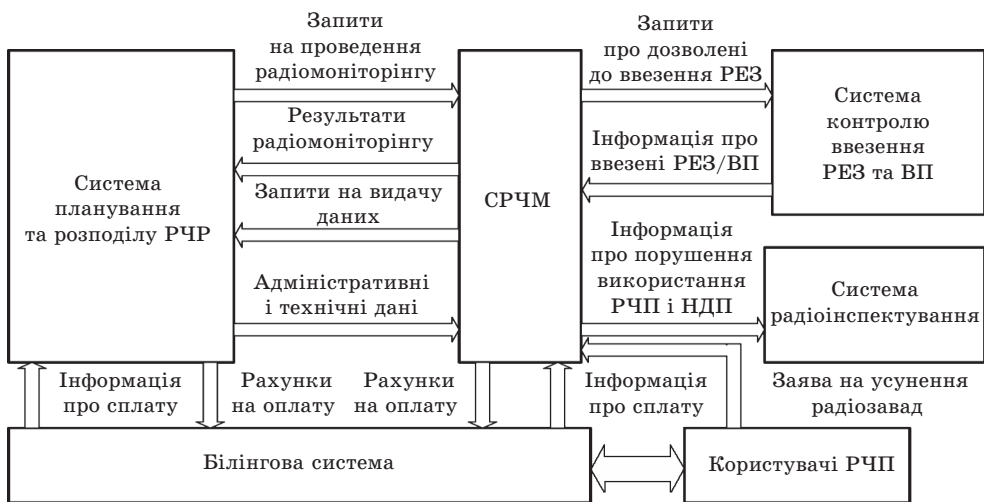 Запити
на проведення
радіомоніторінгу
Запити
про дозволені
до ввезення РЕЗ
Система
планування
та розподілу РЧР
Результати
радіомоніторінгу
Запити на видачу
даних
Адміністративні
і технічні дані
СРЧМ
Інформація про
ввезені РЕЗ/ВП
Система
контролю
ввезення
РЕЗ та ВП
Інформація
про порушення
використання
РЧП і НДП
Система
радіоінспектування
Інформація
про сплату
Рахунки
на оплату
Рахунки
на оплату
Інформація
про сплату
Заява на усунення
радіозавад
Білінгова система
Користувачі РЧП